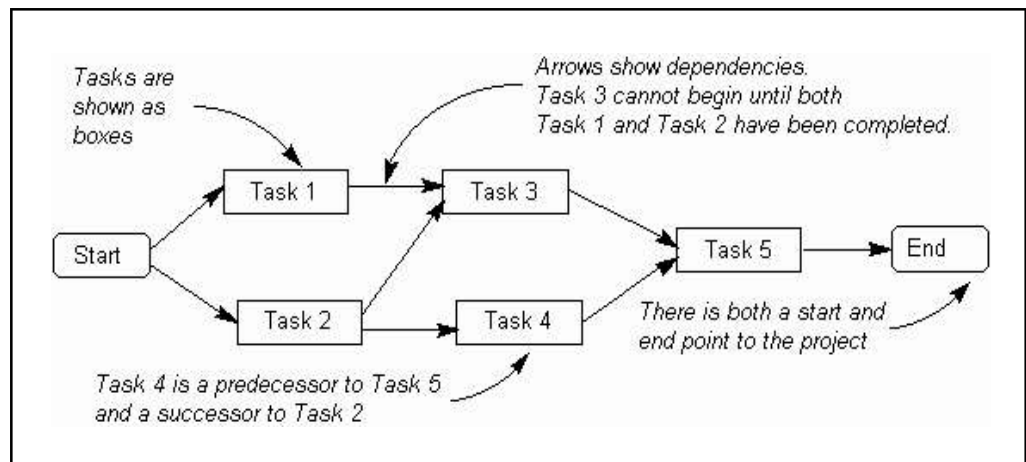 Tasks are
shown as
boxes
Arrows show dependencies.
Task 3 cannot begin until both
Task 1 and Task 2 have been completed.
Task 1
Task 3
Start
Task 5
End
Task 2
Task 4
There is both a start and
end point to the project
Task 4 is a predecessor to Task 5
and a successor to Task 2